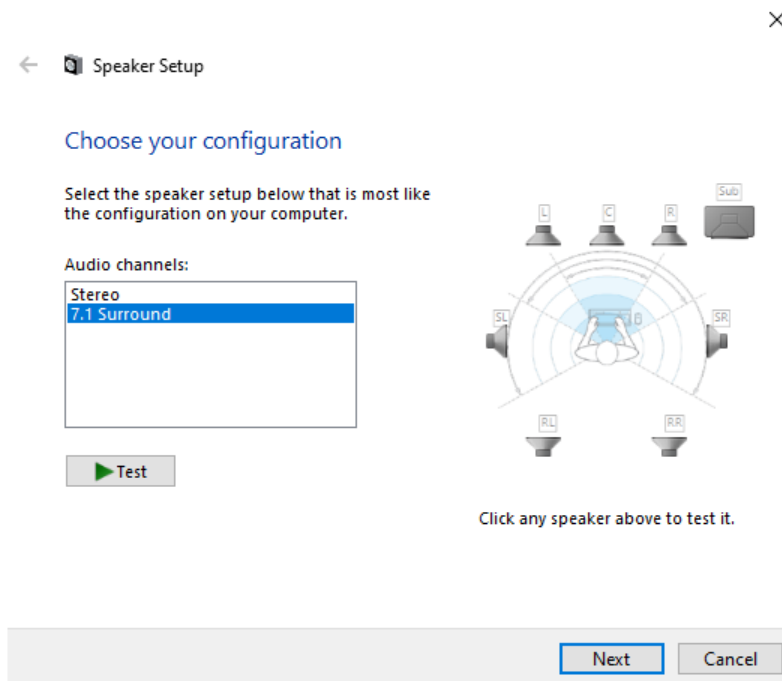 Speaker Setup
Choose your configuration
Select the speaker setup below that is most like
the configuration on your computer.
Audio channels:
Stereo
7.1 Surround
Test
Sub
L
C
R
SL
SR
RL
RR
Click any speaker above to test it.
Next
Cancel